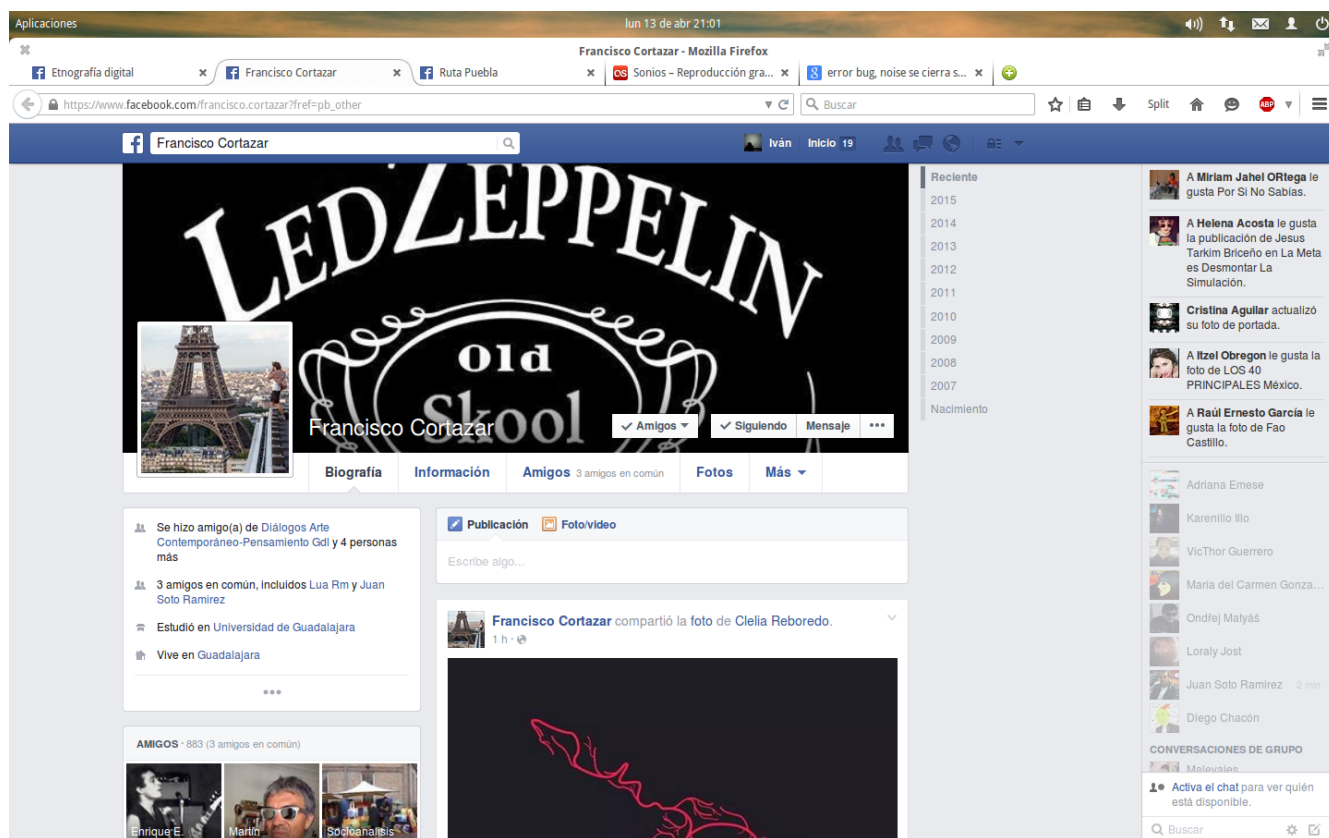 Aplicaciones
lun 13 de abr 21:01
Francisco Cortazar - Mozilla Firefox
Etnografía digital
Francisco Cortazar
Ruta Puebla
Sonios – Reproducción gra...
error bug, noise se cierra s...
https://www.facebook.com/francisco.cortazar?fref=pb_other
Buscar
Split
ABP
Francisco Cortazar
Iván
Inicio 19
LED ZEPPELIN
Old
Skool
Francisco Cortazar
Amigos
Siguiendo
Mensaje
Biografía
Información
Amigos 3 amigos en común
Fotos
Más
Se hizo amigo(a) de Diálogos Arte
Contemporáneo-Pensamiento Gdl y 4 personas
más
3 amigos en común, incluidos Lua Rm y Juan
Soto Ramirez
Estudió en Universidad de Guadalajara
Vive en Guadalajara
AMIGOS · 883 (3 amigos en común)
Enrique E.
Martín
Socioanalisis
Publicación
Foto/video
Escribe algo...
Francisco Cortazar compartió la foto de Clelia Reboredo.
1 h ·
Reciente
2015
2014
2013
2012
2011
2010
2009
2008
2007
Nacimiento
A Miriam Jahel ORtega le
gusta Por Si No Sabías.
A Helena Acosta le gusta
la publicación de Jesus
Tarkim Briceño en La Meta
es Desmontar La
Simulación.
Cristina Aguilar actualizó
su foto de portada.
A Itzel Obregon le gusta la
foto de LOS 40
PRINCIPALES México.
A Raúl Ernesto García le
gusta la foto de Fao
Castillo.
Adriana Emese
Karenillo Illo
VicThor Guerrero
Maria del Carmen Gonza...
Ondřej Matyáš
Loraly Jost
Juan Soto Ramirez 2 min
Diego Chacón
CONVERSACIONES DE GRUPO
Malevajes
Activa el chat para ver quién
está disponible.
Buscar